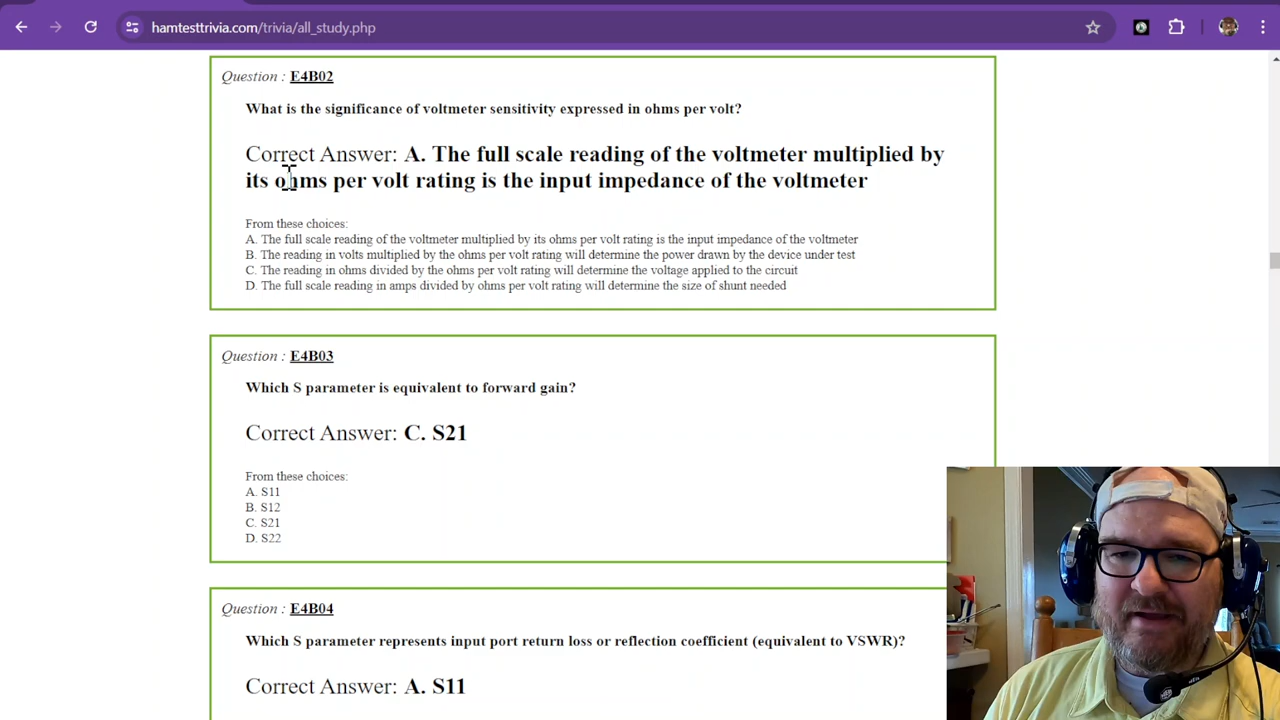 hamtesttrivia.com/trivia/all_study.php
Question : E4B02
What is the significance of voltmeter sensitivity expressed in ohms per volt?
Correct Answer: A. The full scale reading of the voltmeter multiplied by
its ohms per volt rating is the input impedance of the voltmeter
From these choices:
A. The full scale reading of the voltmeter multiplied by its ohms per volt rating is the input impedance of the voltmeter
B. The reading in volts multiplied by the ohms per volt rating will determine the power drawn by the device under test
C. The reading in ohms divided by the ohms per volt rating will determine the voltage applied to the circuit
D. The full scale reading in amps divided by ohms per volt rating will determine the size of shunt needed
Question : E4B03
Which S parameter is equivalent to forward gain?
Correct Answer: C. S21
From these choices:
A. S11
B. S12
C. S21
D. S22
Question : E4B04
Which S parameter represents input port return loss or reflection coefficient (equivalent to VSWR)?
Correct Answer: A. S11